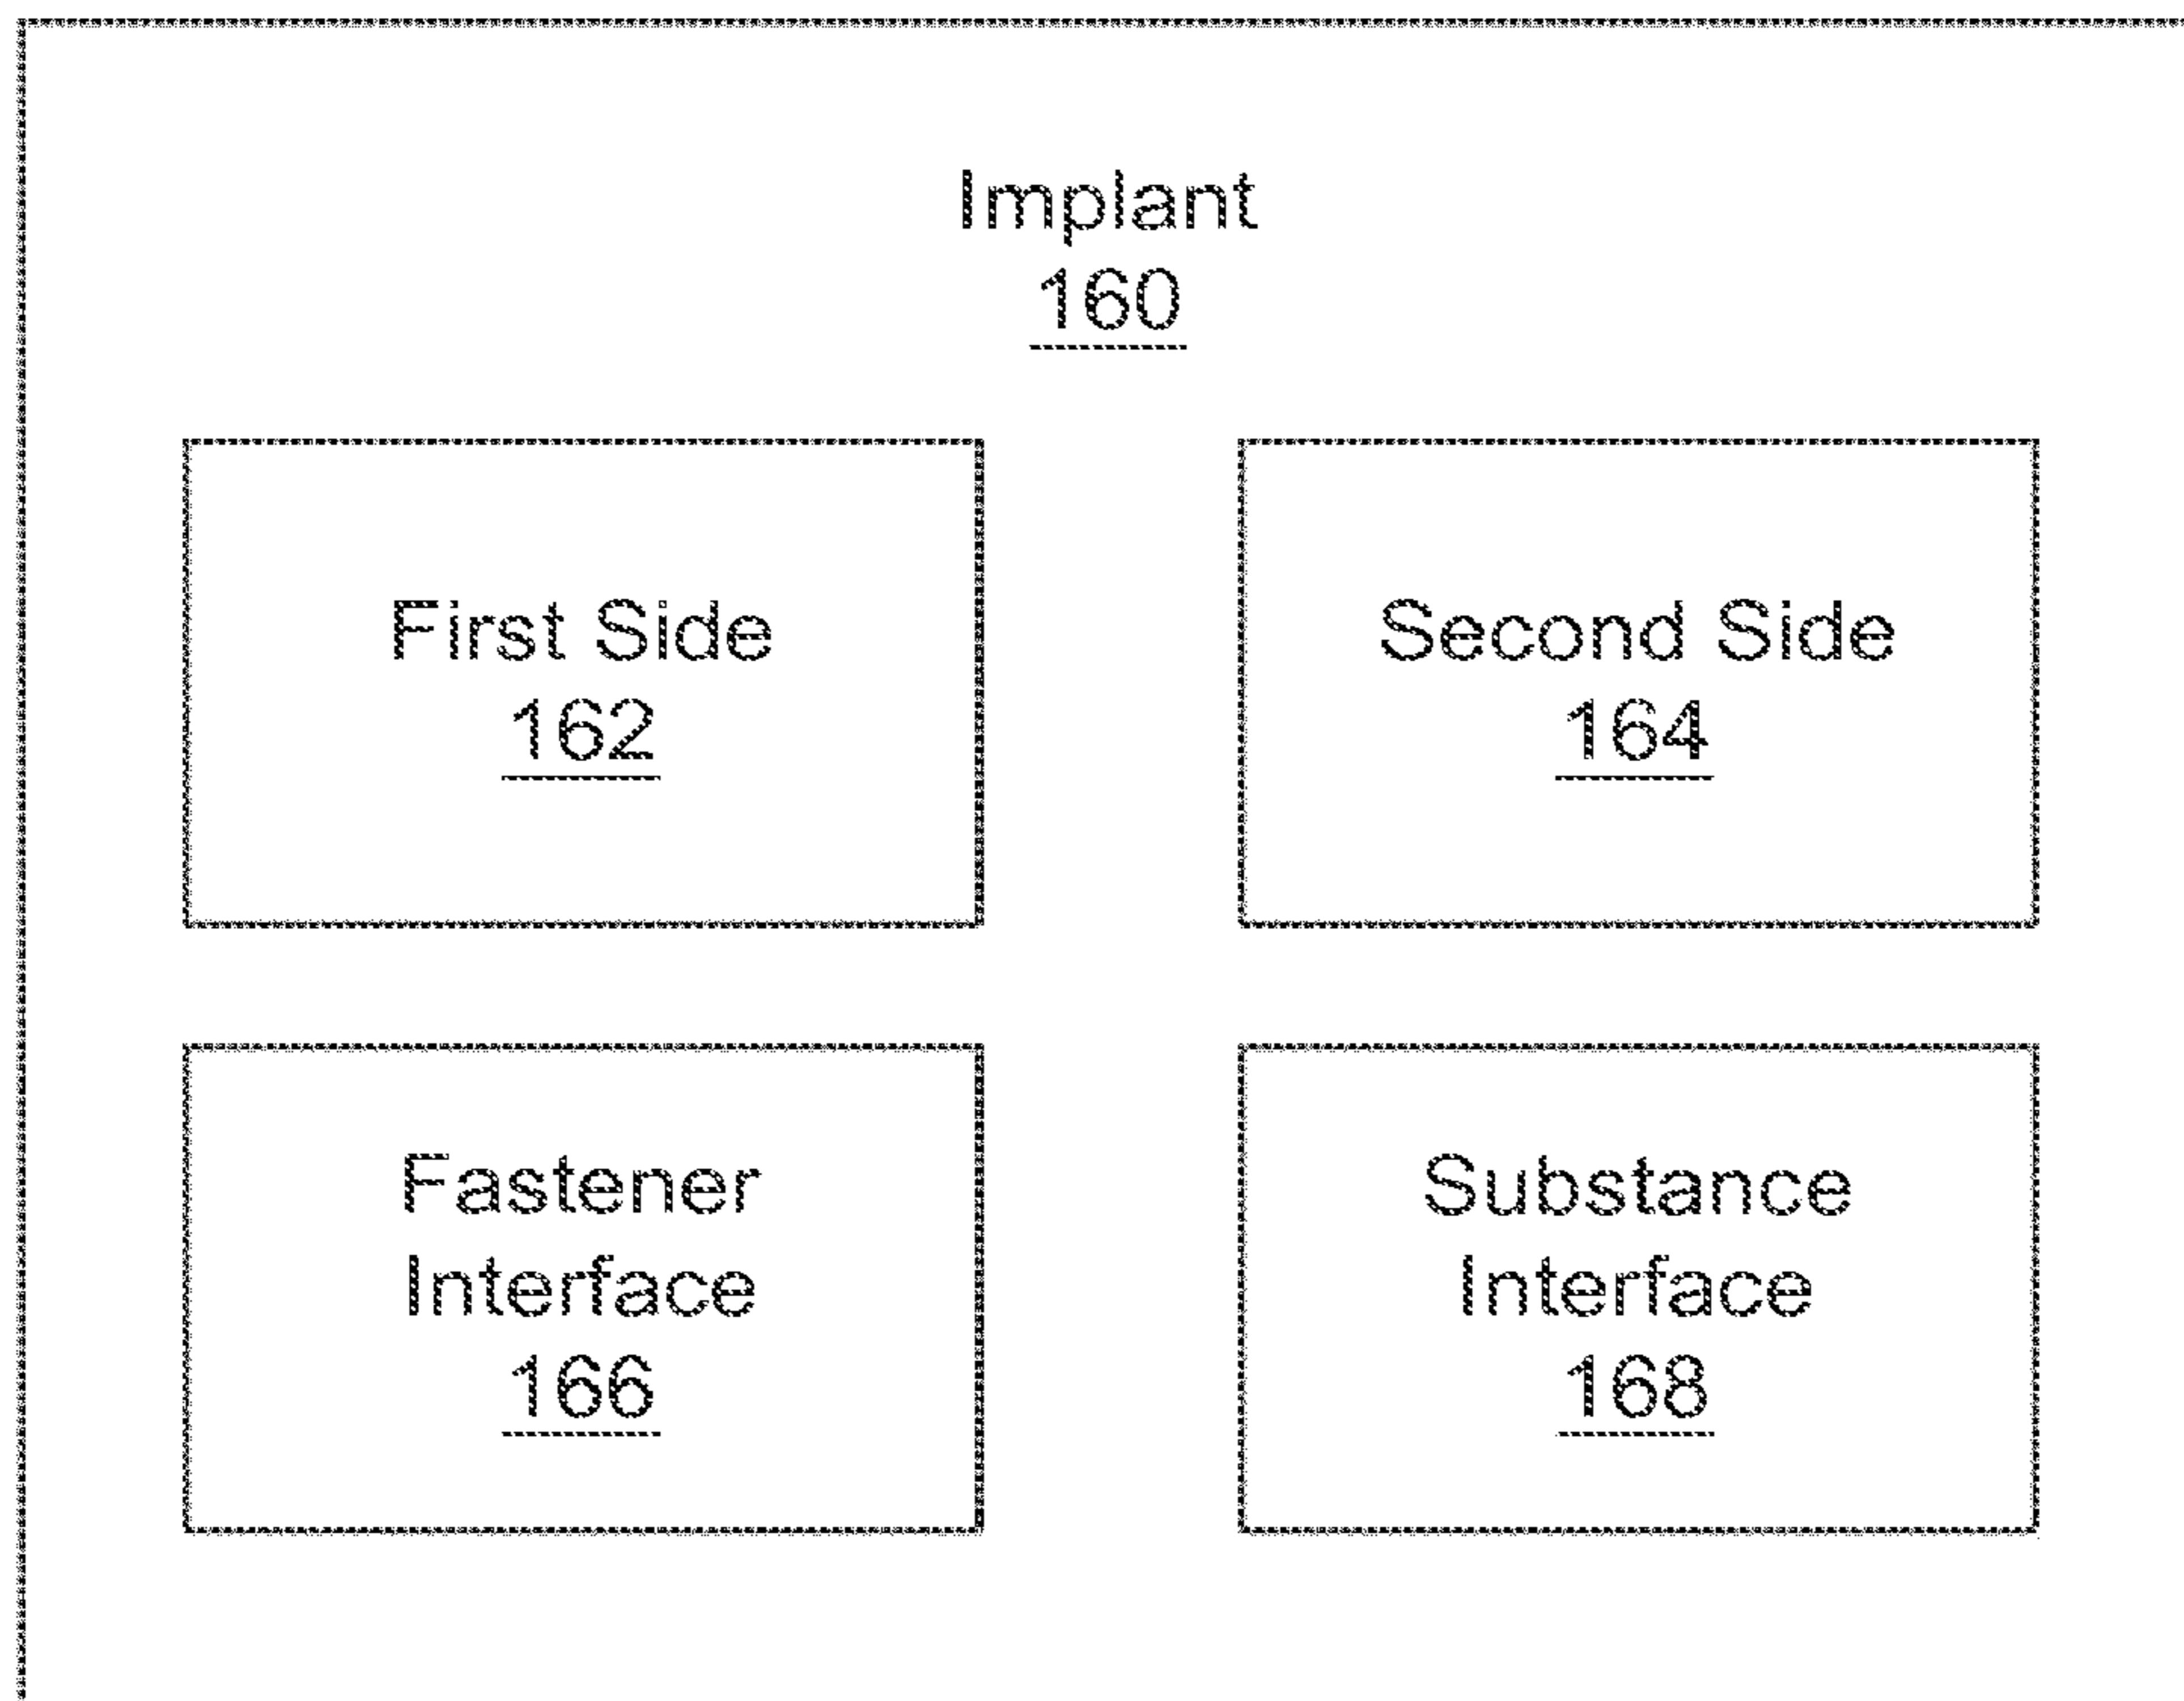 Implant
160
First Side
162
Second Side
164
Fastener
Interface
166
Substance
Interface
168